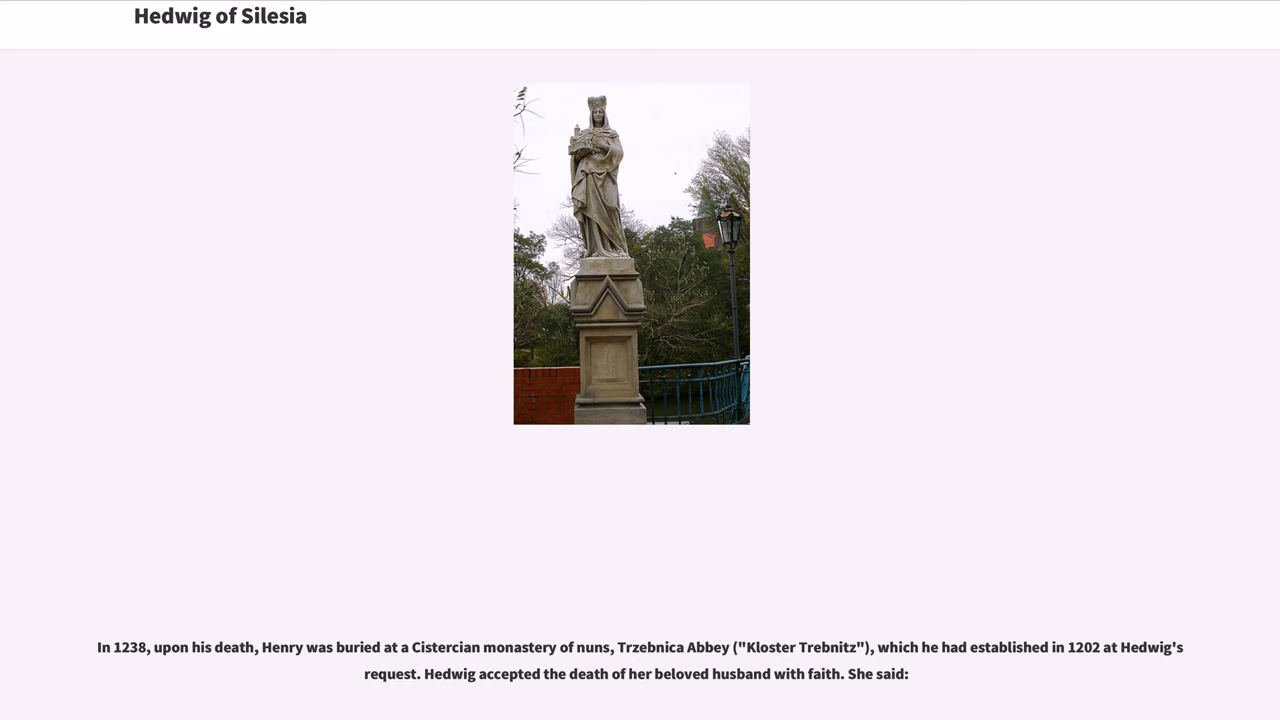 Hedwig of Silesia
In 1238, upon his death, Henry was buried at a Cistercian monastery of nuns, Trzebnica Abbey ("Kloster Trebnitz"), which he had established in 1202 at Hedwig's
request. Hedwig accepted the death of her beloved husband with faith. She said: